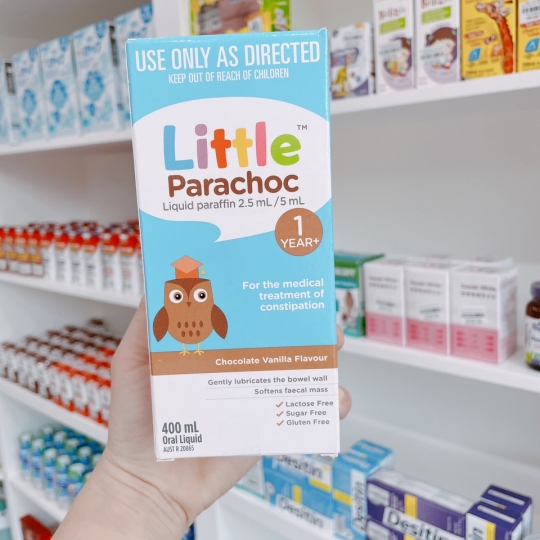 USE ONLY AS DIRECTED
KEEP OUT OF REACH OF CHILDREN
Little™
Parachoc
Liquid paraffin 2.5 mL/5 mL
1
YEAR+
For the medical
treatment of
constipation
Chocolate Vanilla Flavour
Gently lubricates the bowel wall
Softens faecal mass
Lactose Free
Sugar Free
Gluten Free
400 mL
Oral Liquid
AUST R 20865
Desitin
Desitin